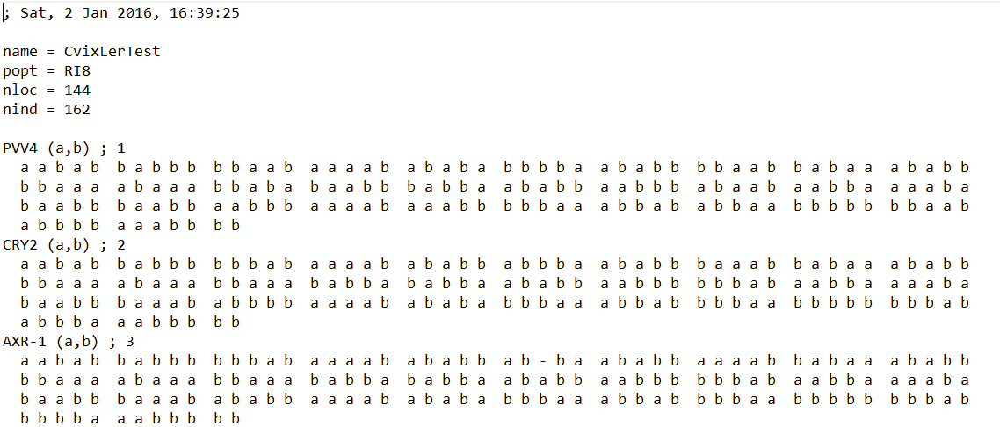 ; Sat, 2 Jan 2016, 16:39:25
name = CvixLerTest
popt = RI8
nloc = 144
nind = 162
PVV4 (a,b) ; 1
a a b a b  b a b b b  b b a a b  a a a a b  a b a b a  b b b b a  a b a b b  b b a a b  b a b a a  a b a b b
b b a a a  a b a a a  b b a b a  b a a b b  b a b b a  a b a b b  a a b b b  a b a a b  a a b b a  a a a b a
b a a b b  b a a b b  a a b b b  a a a a b  a a a b b  b b b a a  a b b a b  a b b a a  b b b b b  b b a a b
a b b b b  a a a b b  b b
CRY2 (a,b) ; 2
a a b a b  b a b b b  b b b a b  a a a a b  a b a b b  a b b b a  a b a b b  b a a a b  b a b a a  a b a b b
b b a a a  a b a a a  b b a a a  b a b b a  b a b b a  a b a b b  a a b b b  b b b a b  a a b b a  a a a b a
b a a b b  b a a a b  a b b b b  a a a a b  a b a b a  b b b a a  a b b a b  b b b a a  b b b b b  b b b a b
a b b b a  a a b b b  b b
AXR-1 (a,b) ; 3
a a b a b  b a b b b  b b b a b  a a a a b  a b a b b  a b - b a  a b a b b  a a a a b  b a b a a  a b a b b
b b a a a  a b a a a  b b a a a  b a b b a  b a b b a  a b a b b  a a b b b  b b b a b  a a b b a  a a a b a
b a a b b  b a a a b  a b a b b  a a a a b  a b a b a  b b b a a  a b b a b  b b b a a  b b b b b  b b b a b
b b b b a  a a b b b  b b